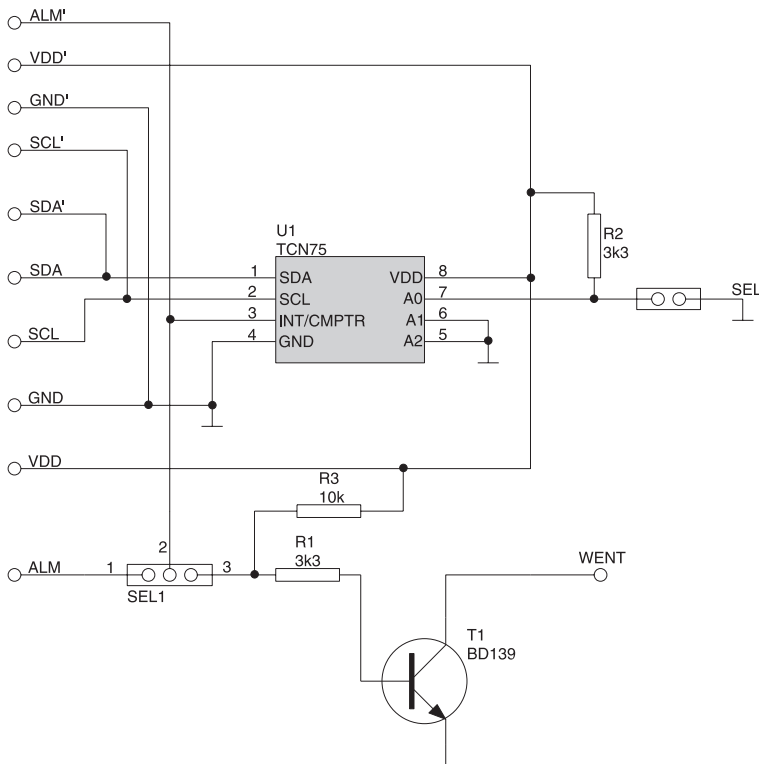 ALM'
VDD'
GND'
SCL'
SDA'
SDA
SCL
GND
VDD
ALM
U1
TCN75
1 SDA
2 SCL
3 INT/CMPTR
4 GND
VDD 8
A0 7
A1 6
A2 5
R2
3k3
SEL
R3
10k
R1
3k3
1
2
3
SEL1
WENT
T1
BD139